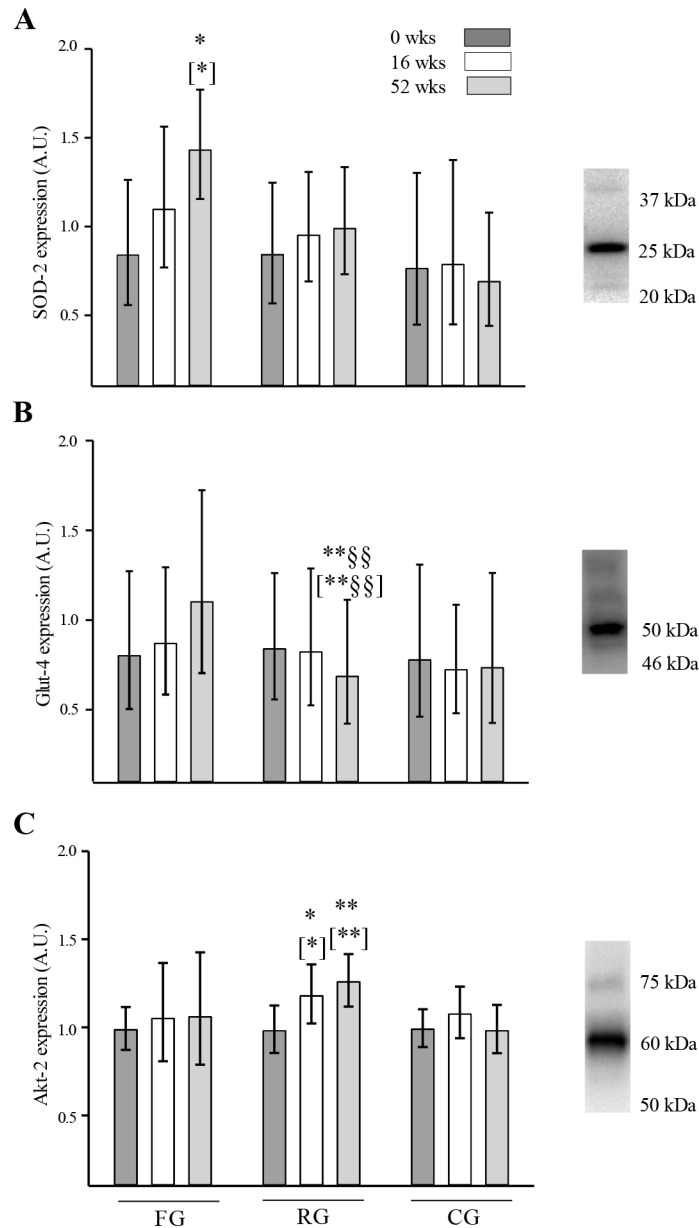 A
2.0
1.5
1.0
0.5
SOD-2 expression (A.U.)
*
[*]
0 wks
16 wks
52 wks
37 kDa
25 kDa
20 kDa
B
2.0
1.5
1.0
0.5
Glut-4 expression (A.U.)
**§§
[**§§]
50 kDa
46 kDa
C
2.0
1.5
1.0
0.5
Akt-2 expression (A.U.)
*
[*]
**
[**]
75 kDa
60 kDa
50 kDa
FG RG CG